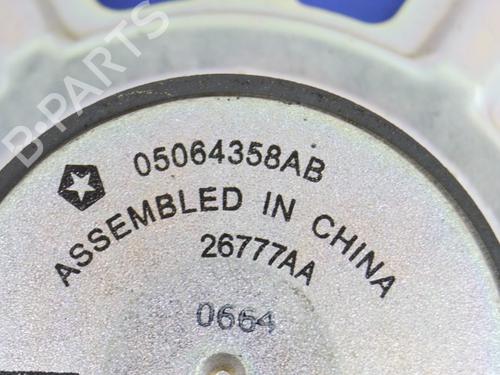 B-PARTS
05064358AB
ASSEMBLED IN CHINA
26777AA
0664